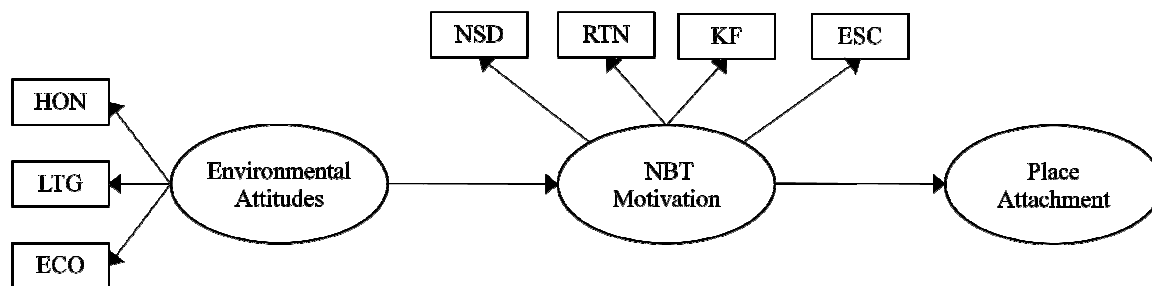 NSD
RTN
KF
ESC
HON
LTG
ECO
Environmental
Attitudes
NBT
Motivation
Place
Attachment